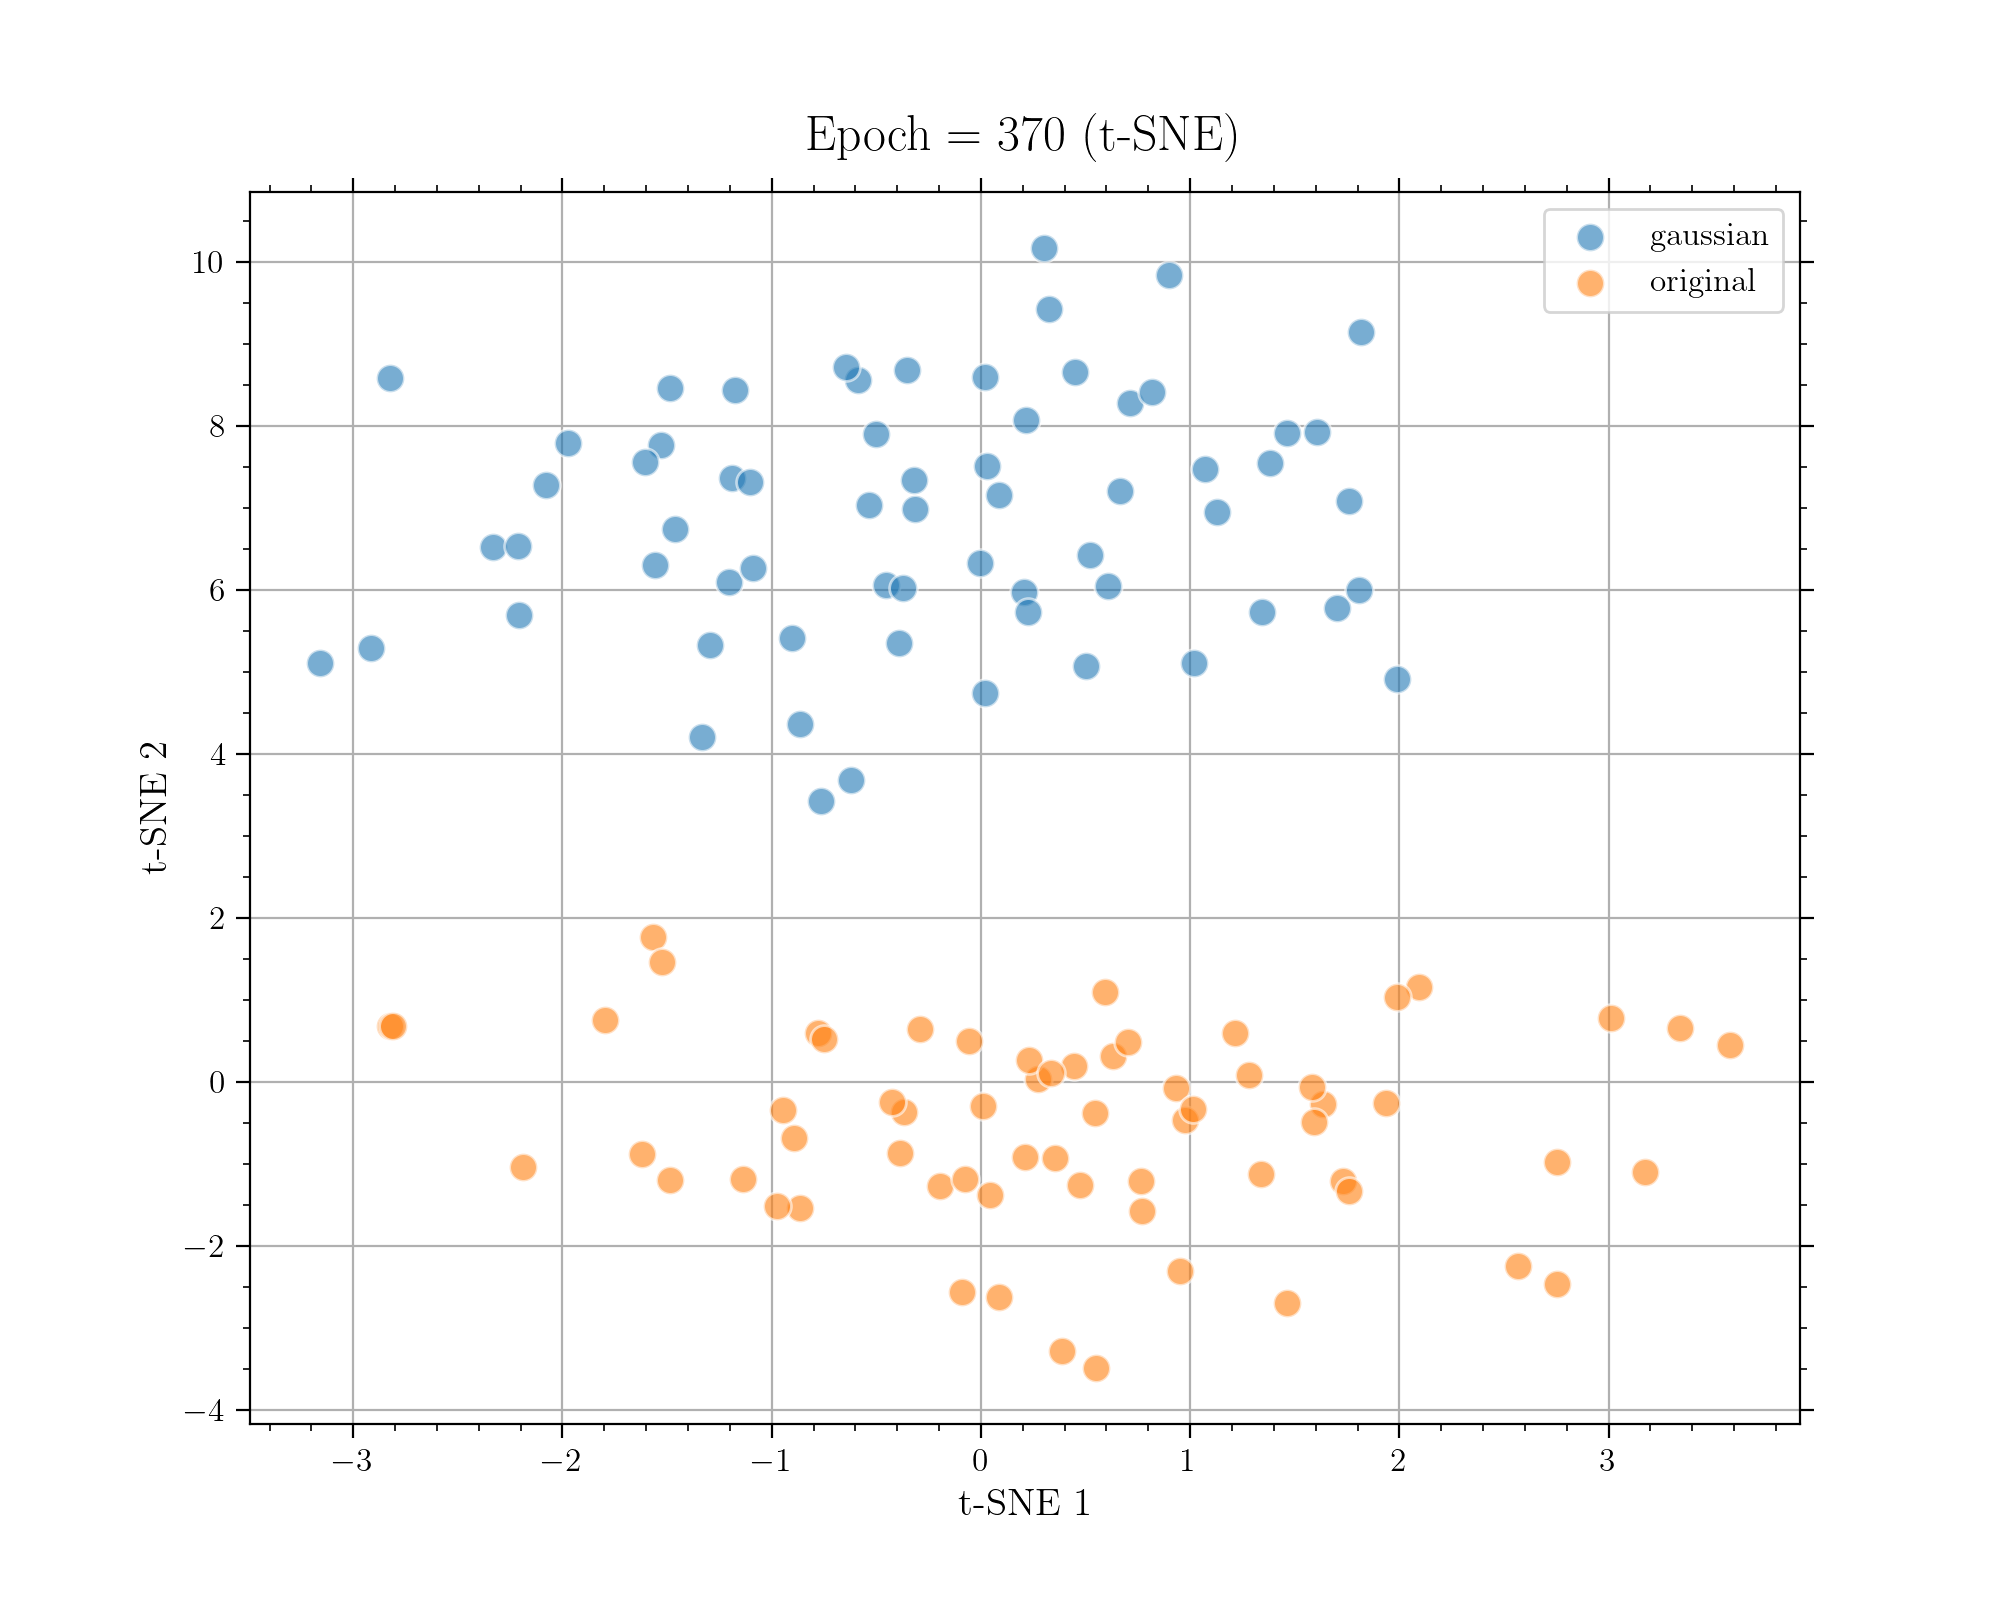 Epoch = 370 (t-SNE)
gaussian
original
10
8
6
4
2
0
−2
−4
t-SNE 2
−3 −2 −1 0 1 2 3
t-SNE 1